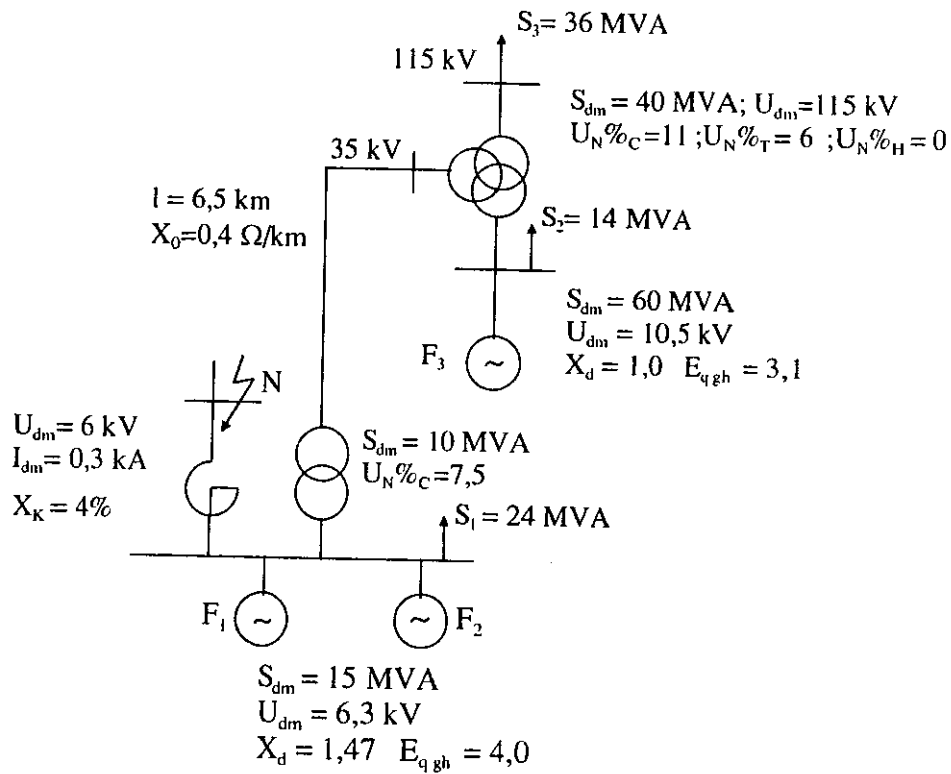 S₃= 36 MVA
115 kV
S_dm = 40 MVA; U_dm=115 kV
U_N%_C=11 ;U_N%_T= 6 ;U_N%_H= 0
35 kV
l = 6,5 km
X₀=0,4 Ω/km
S₂= 14 MVA
S_dm = 60 MVA
U_dm = 10,5 kV
X_d = 1,0 E_q gh = 3,1
F₃ ~
N
U_dm= 6 kV
I_dm= 0,3 kA
X_K = 4%
S_dm = 10 MVA
U_N%_C=7,5
S₁ = 24 MVA
F₁ ~ ~ F₂
S_dm = 15 MVA
U_dm = 6,3 kV
X_d = 1,47 E_q gh = 4,0